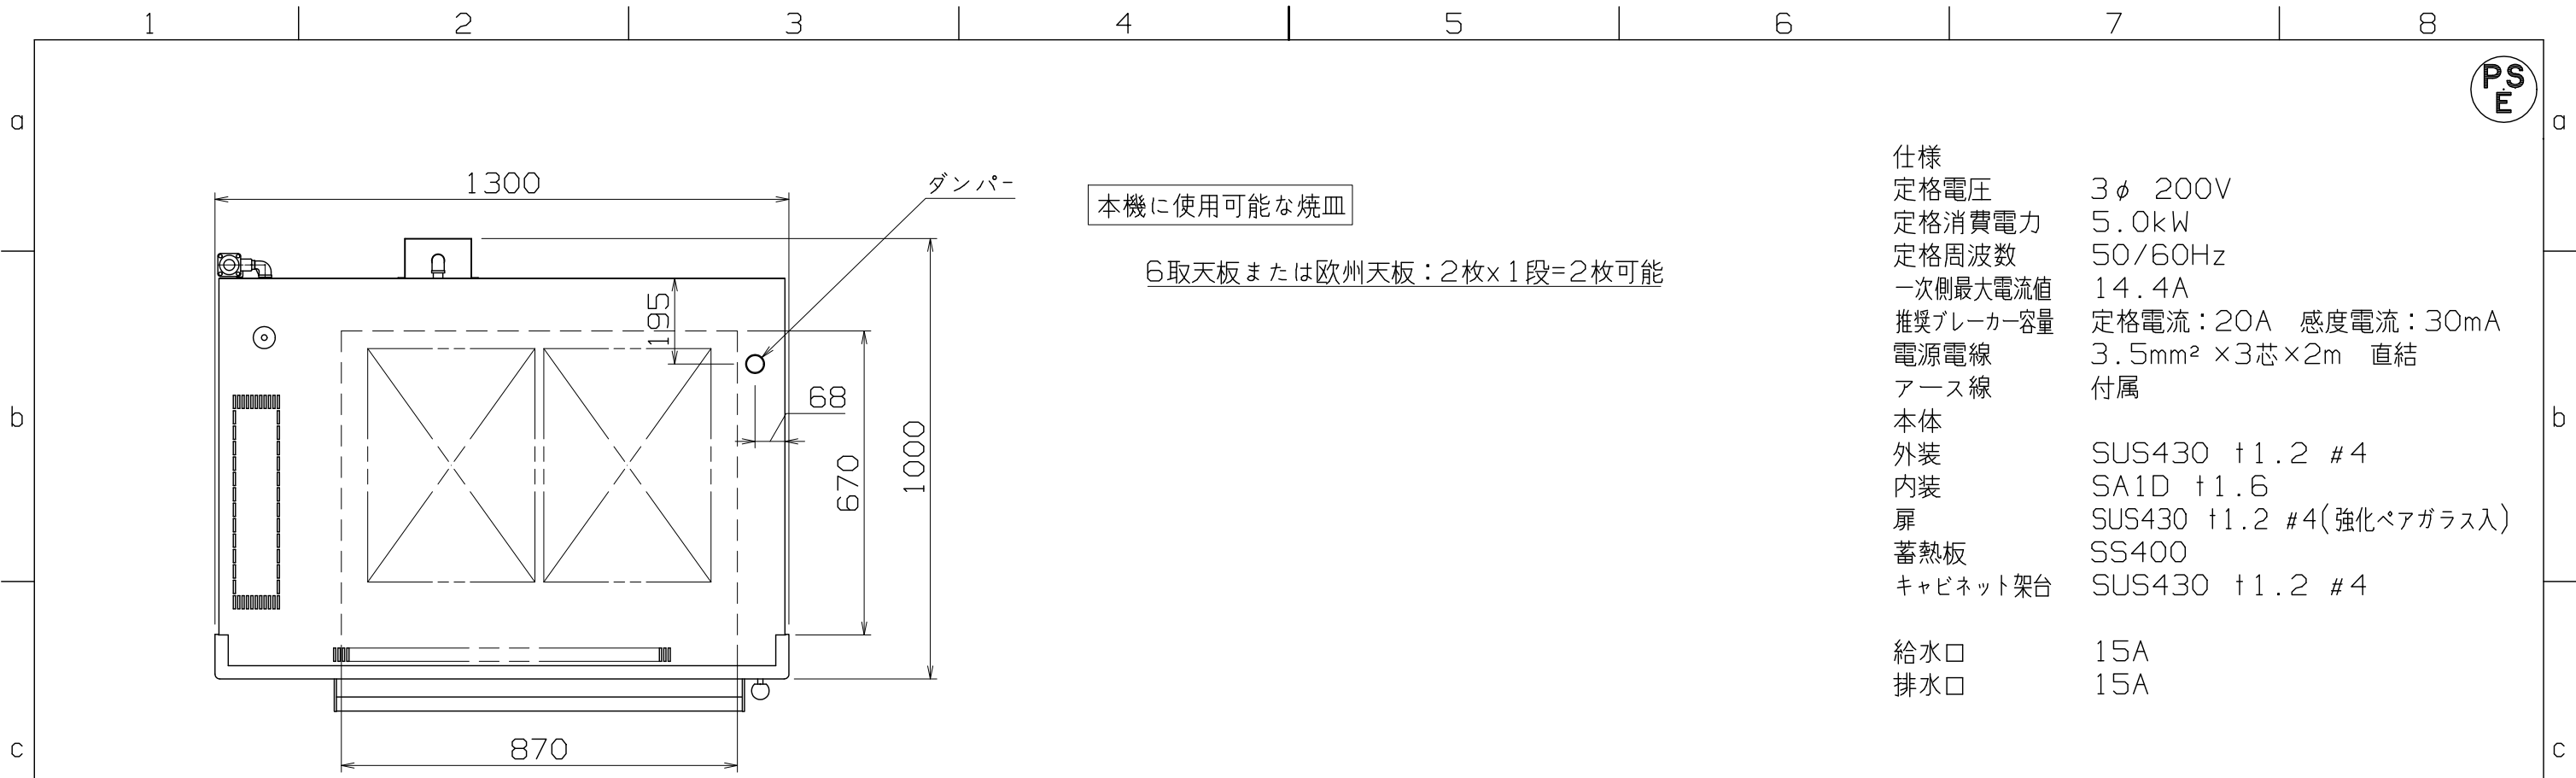 1 2 3 4 5 6 7 8
PS
E
a a
仕様
1300 ダンパー 本機に使用可能な焼皿
定格電圧 3φ 200V
定格消費電力 5.0kW
定格周波数 50/60Hz
6取天板または欧州天板：2枚x1段=2枚可能
一次側最大電流値 14.4A
195
推奨ブレーカー容量 定格電流：20A 感度電流：30mA
電源電線 3.5mm² ×3芯×2m 直結
アース線 付属
68
b b
本体
外装 SUS430 t1.2 #4
1000
670
内装 SA1D t1.6
扉 SUS430 t1.2 #4(強化ペアガラス入)
蓄熱板 SS400
キャビネット架台 SUS430 t1.2 #4
給水口 15A
排水口 15A
870
c c